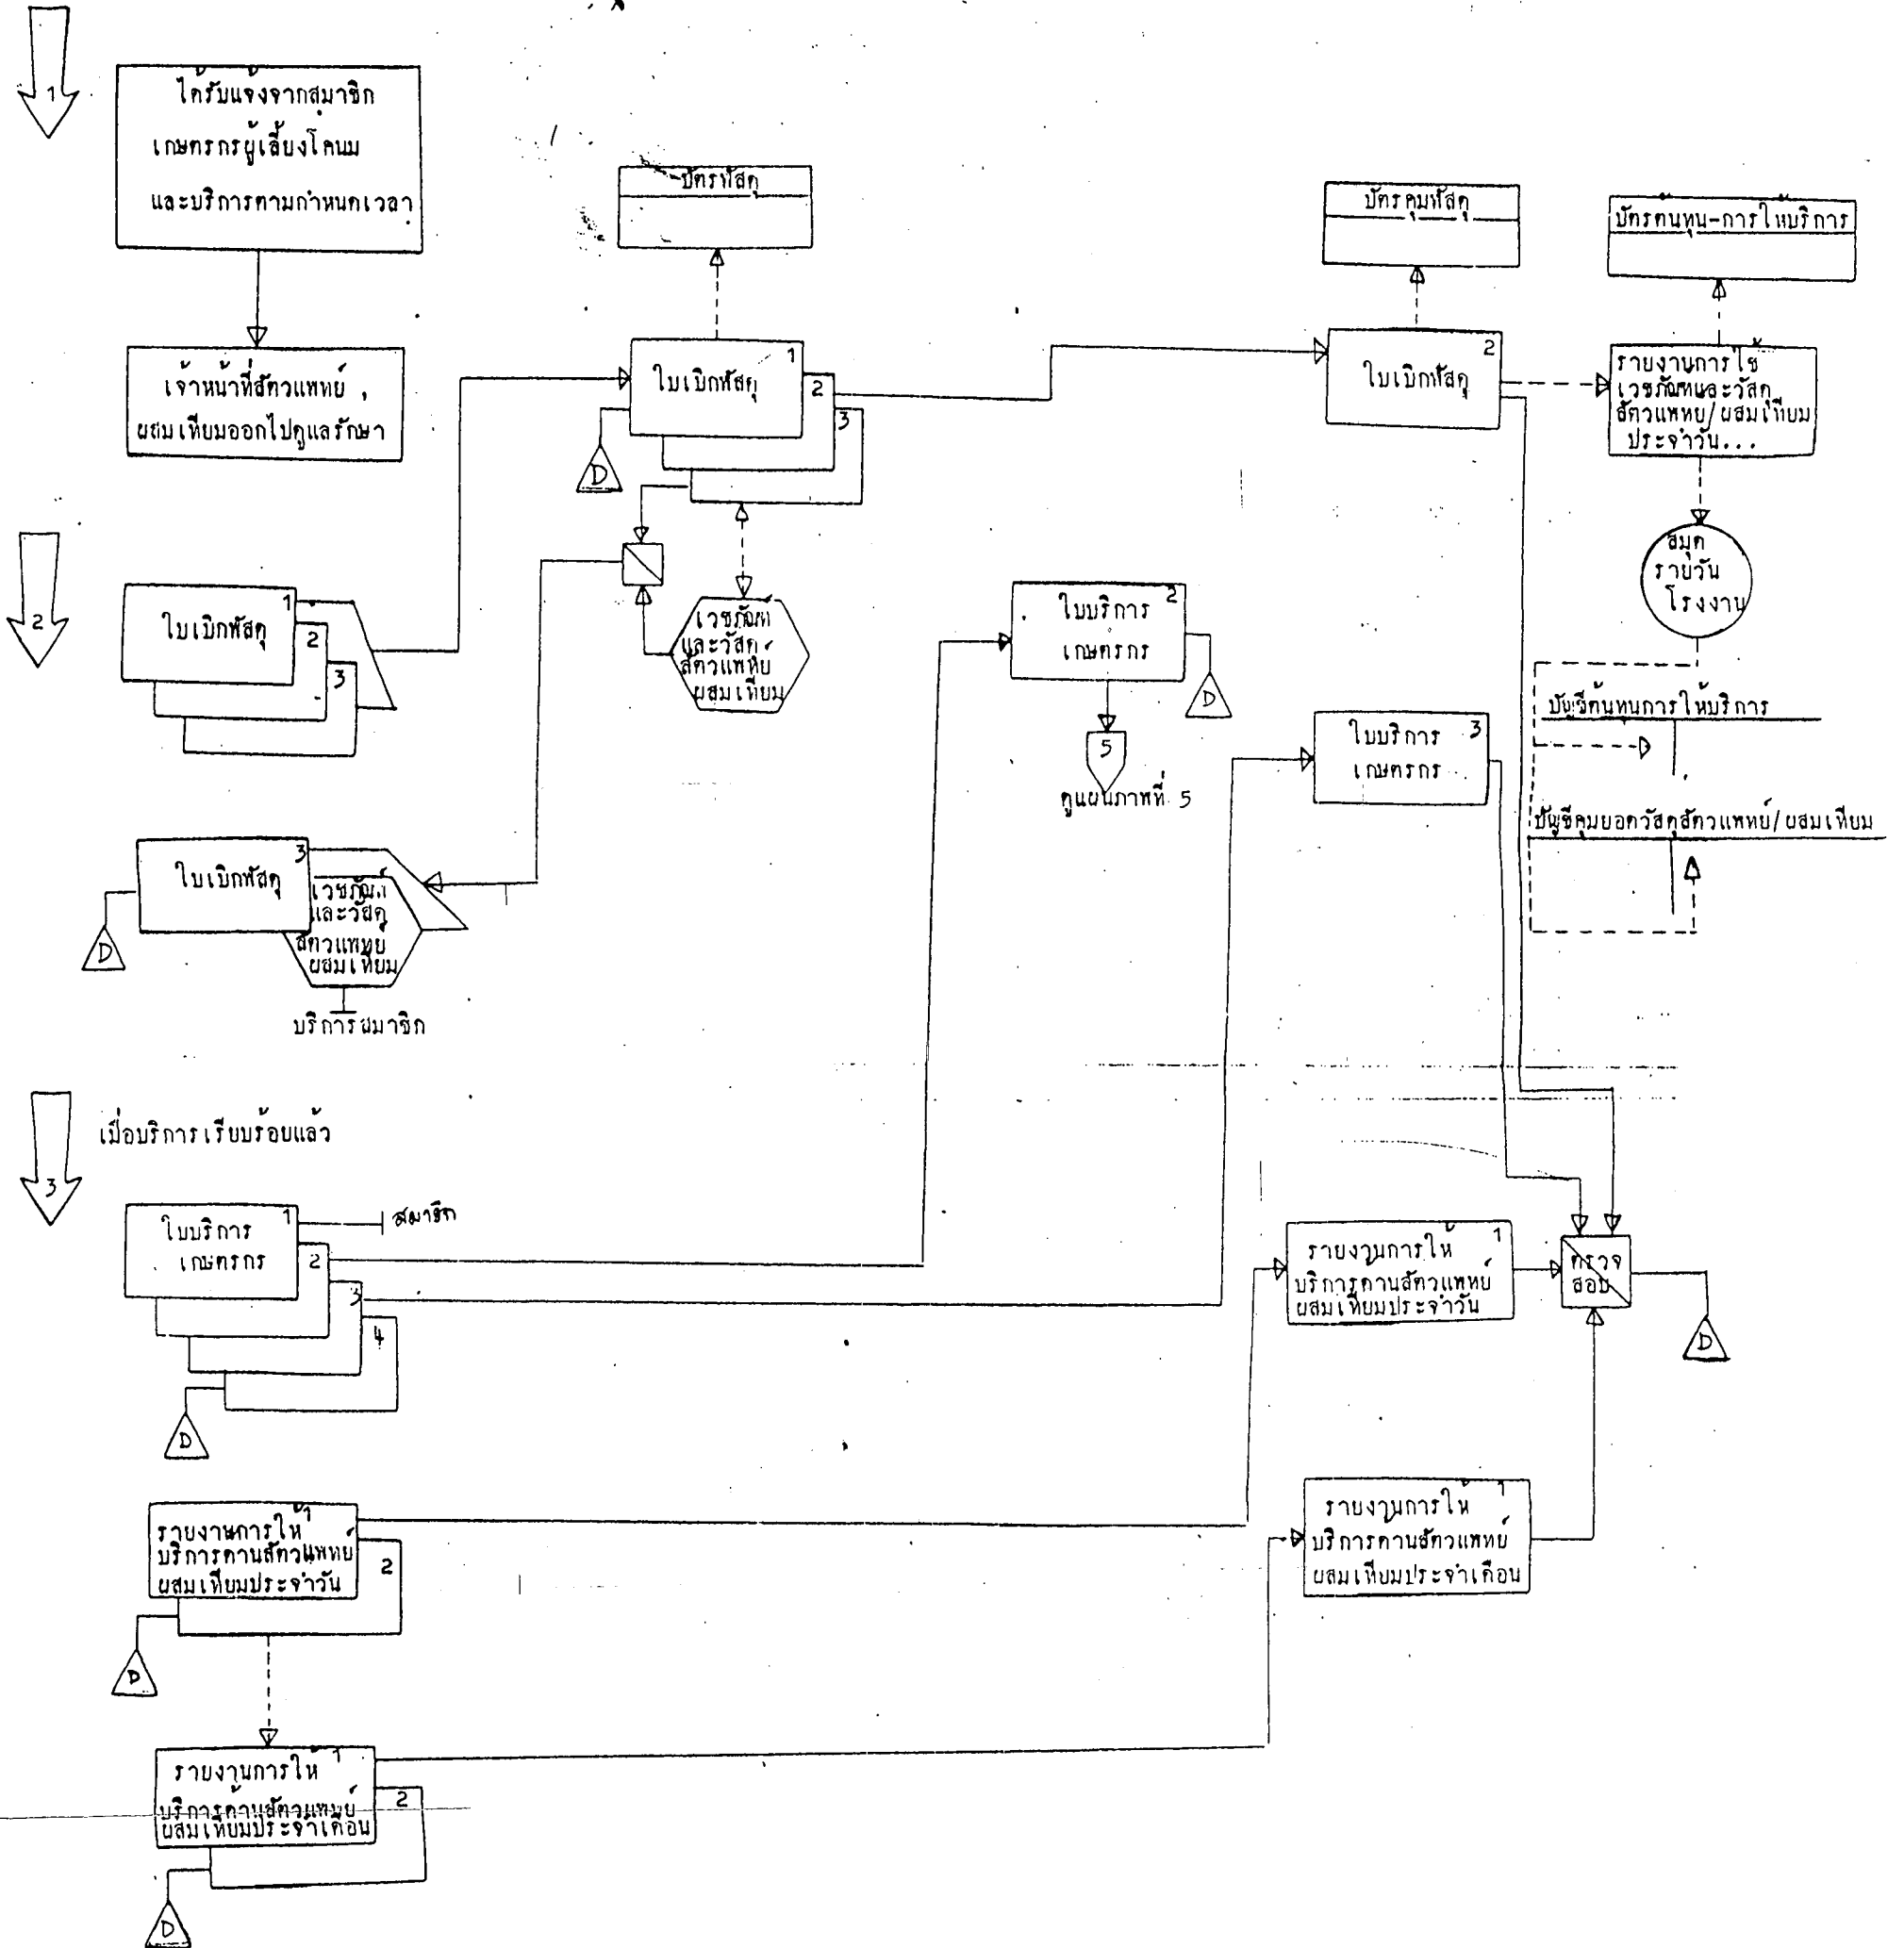 1
ได้รับแจ้งจากสมาชิก
เกษตรกรผู้เลี้ยงโคนม
และบริการตามกำหนดเวลา
เจ้าหน้าที่สัตวแพทย์ ,
ผสมเทียมออกไปดูแลรักษา
บัตรพัสดุ
ใบเบิกพัสดุ
1
2
3
D
บัตรคุมพัสดุ
ใบเบิกพัสดุ
2
บัตรต้นทุน-การให้บริการ
รายงานการใช้
เวชภัณฑ์และวัสดุ
สัตวแพทย์/ผสมเทียม
ประจำวัน...
สมุด
รายวัน
โรงงาน
บัญชีต้นทุนการให้บริการ
บัญชีคุมยอดวัสดุสัตวแพทย์/ผสมเทียม
2
ใบเบิกพัสดุ
1
2
3
เวชภัณฑ์
และวัสดุ
สัตวแพทย์
ผสมเทียม
ใบบริการ
เกษตรกร
2
D
5
ดูแผนภาพที่ 5
ใบบริการ
เกษตรกร
3
ใบเบิกพัสดุ
3
เวชภัณฑ์
และวัสดุ
สัตวแพทย์
ผสมเทียม
D
บริการสมาชิก
3
เมื่อบริการเรียบร้อยแล้ว
ใบบริการ
เกษตรกร
1
สมาชิก
2
3
4
D
รายงานการให้
บริการด้านสัตวแพทย์
ผสมเทียมประจำวัน
1
ตรวจ
สอบ
D
รายงานการให้
บริการด้านสัตวแพทย์
ผสมเทียมประจำวัน
1
2
D
รายงานการให้
บริการด้านสัตวแพทย์
ผสมเทียมประจำเดือน
1
รายงานการให้
บริการด้านสัตวแพทย์
ผสมเทียมประจำเดือน
1
2
D